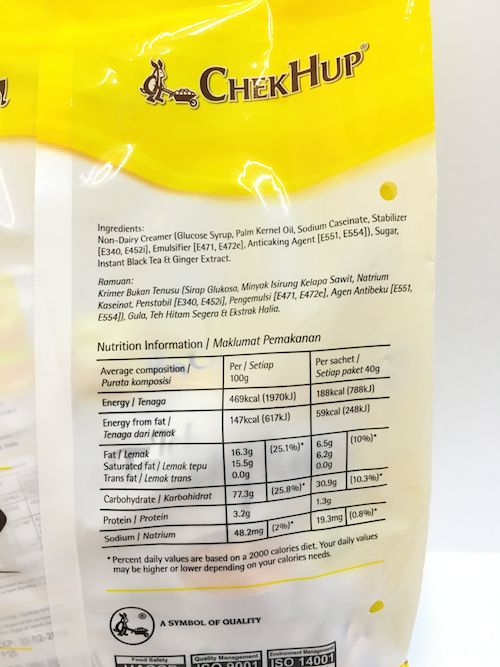 CHEKHUP®
Ingredients:
Non-Dairy Creamer (Glucose Syrup, Palm Kernel Oil, Sodium Caseinate, Stabilizer
[E340, E452i], Emulsifier [E471, E472e], Anticaking Agent [E551, E554]), Sugar,
Instant Black Tea & Ginger Extract.
Ramuan:
Krimer Bukan Tenusu (Sirap Glukosa, Minyak Isirung Kelapa Sawit, Natrium
Kaseinat, Penstabil [E340, E452i], Pengemulsi [E471, E472e], Agen Antibeku [E551,
E554]), Gula, Teh Hitam Segera & Ekstrak Halia.
Nutrition Information / Maklumat Pemakanan
Average composition / Per / Setiap Per sachet /
Purata komposisi 100g Setiap paket 40g
Energy / Tenaga 469kcal (1970kJ) 188kcal (788kJ)
Energy from fat / 147kcal (617kJ) 59kcal (248kJ)
Tenaga dari lemak
Fat / Lemak 16.3g (25.1%)* 6.5g (10%)*
Saturated fat / Lemak tepu 15.5g 6.2g
Trans fat / Lemak trans 0.0g 0.0g
Carbohydrate / Karbohidrat 77.3g (25.8%)* 30.9g (10.3%)*
Protein / Protein 3.2g 1.3g
Sodium / Natrium 48.2mg (2%)* 19.3mg (0.8%)*
* Percent daily values are based on a 2000 calories diet. Your daily values
may be higher or lower depending on your calories needs.
® A SYMBOL OF QUALITY
Food Safety Quality Management Environment Management
HACCP ISO 9001 ISO 14001